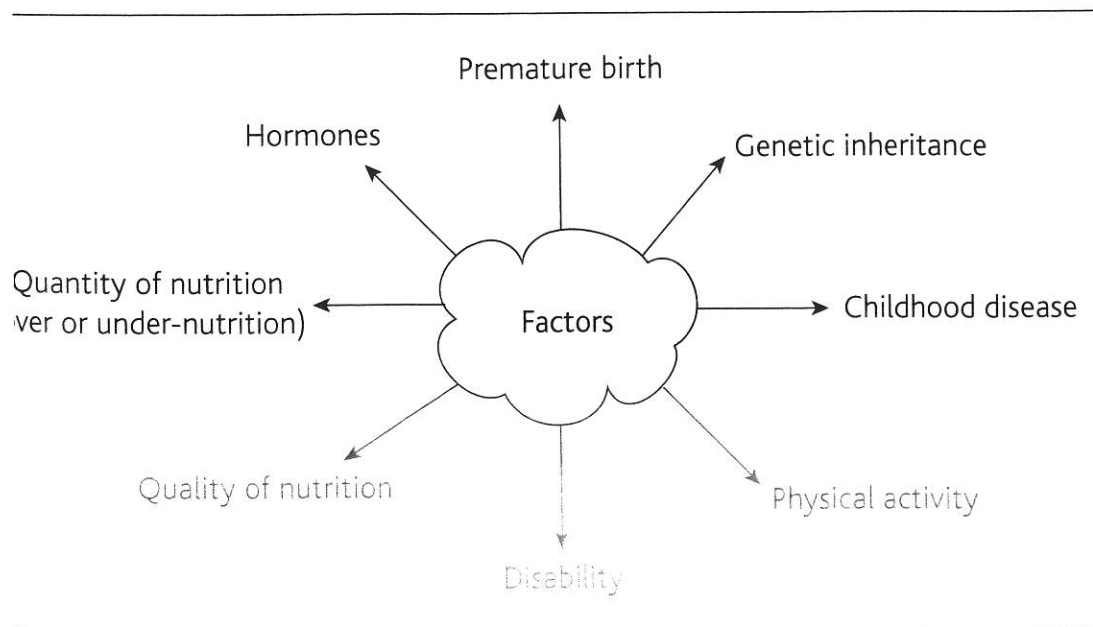 Premature birth
Hormones
Genetic inheritance
Quantity of nutrition
ver or under-nutrition)
Factors
Childhood disease
Quality of nutrition
Physical activity
Disability